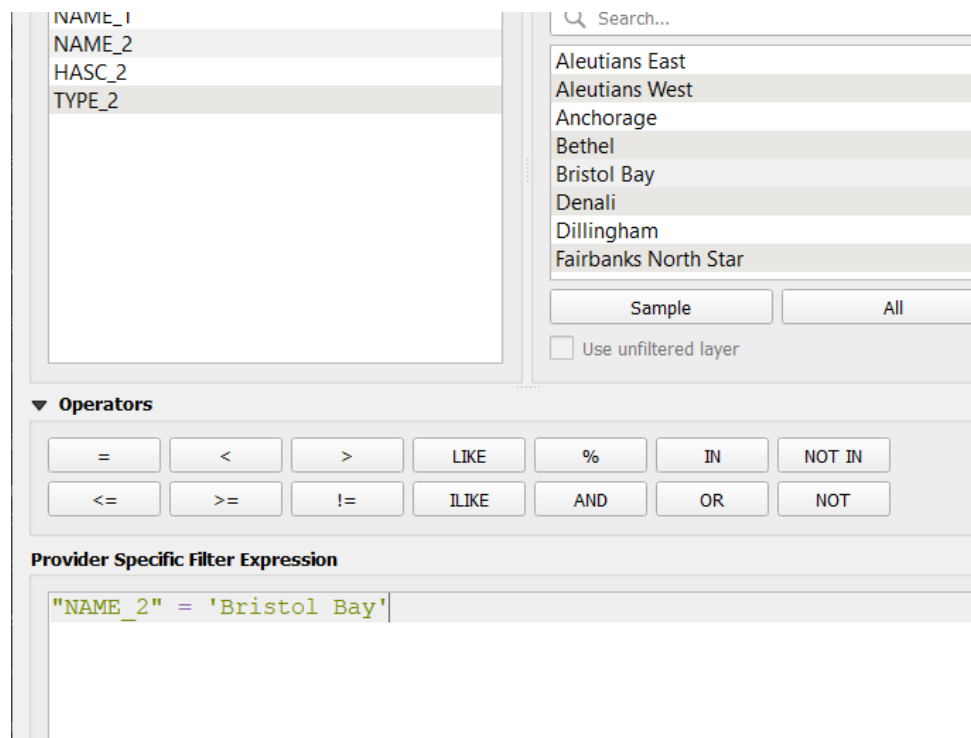 NAME_1
NAME_2
HASC_2
TYPE_2
Search...
Aleutians East
Aleutians West
Anchorage
Bethel
Bristol Bay
Denali
Dillingham
Fairbanks North Star
Sample
All
Use unfiltered layer
Operators
= < > LIKE % IN NOT IN
<= >= != ILIKE AND OR NOT
Provider Specific Filter Expression
"NAME_2" = 'Bristol Bay'